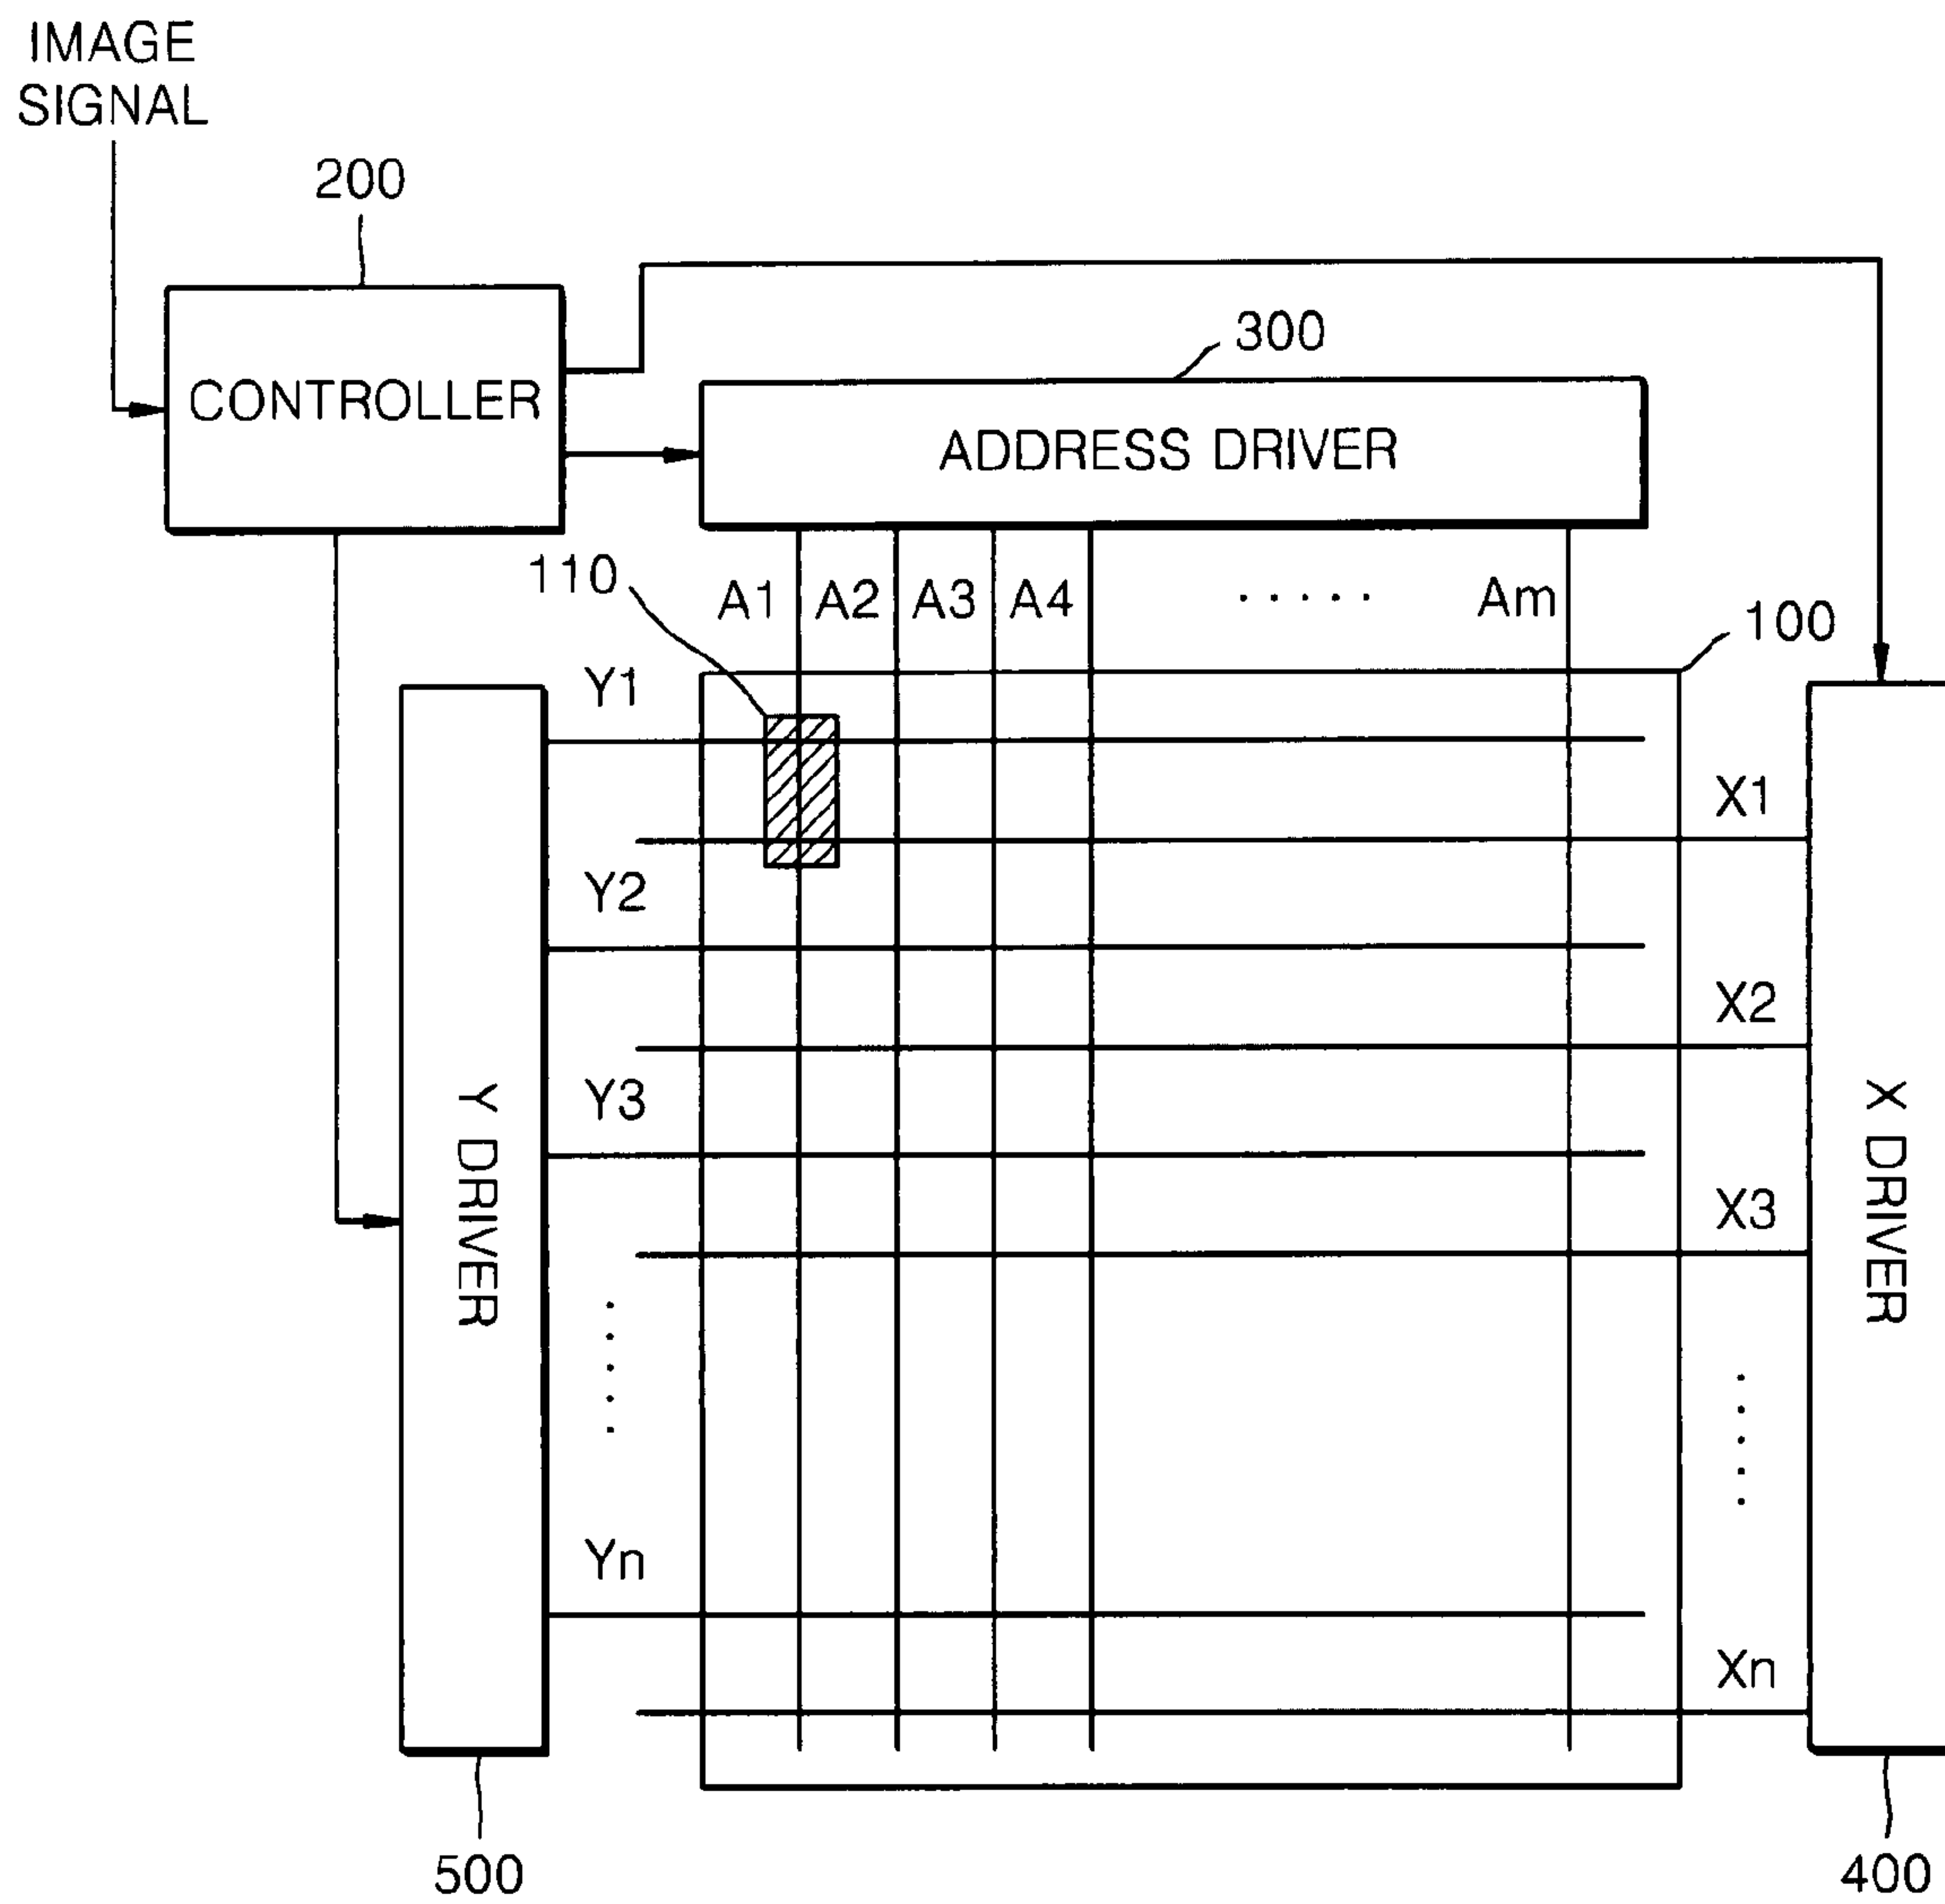 IMAGE
SIGNAL
200
300
CONTROLLER
ADDRESS DRIVER
110
A1 A2 A3 A4 ..... Am
100
Y1
X1
Y2
X2
Y3
X3
Y DRIVER
X DRIVER
.....
.....
Yn
Xn
500
400